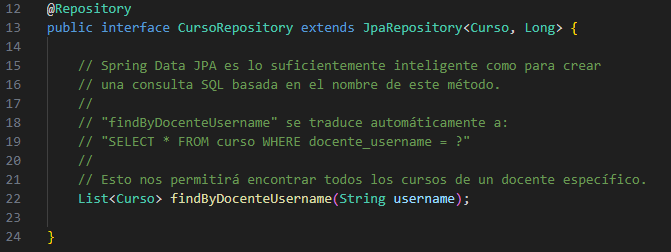 12 @Repository
13 public interface CursoRepository extends JpaRepository<Curso, Long> {
14
15 // Spring Data JPA es lo suficientemente inteligente como para crear
16 // una consulta SQL basada en el nombre de este método.
17 //
18 // "findByDocenteUsername" se traduce automáticamente a:
19 // "SELECT * FROM curso WHERE docente_username = ?"
20 //
21 // Esto nos permitirá encontrar todos los cursos de un docente específico.
22 List<Curso> findByDocenteUsername(String username);
23
24 }